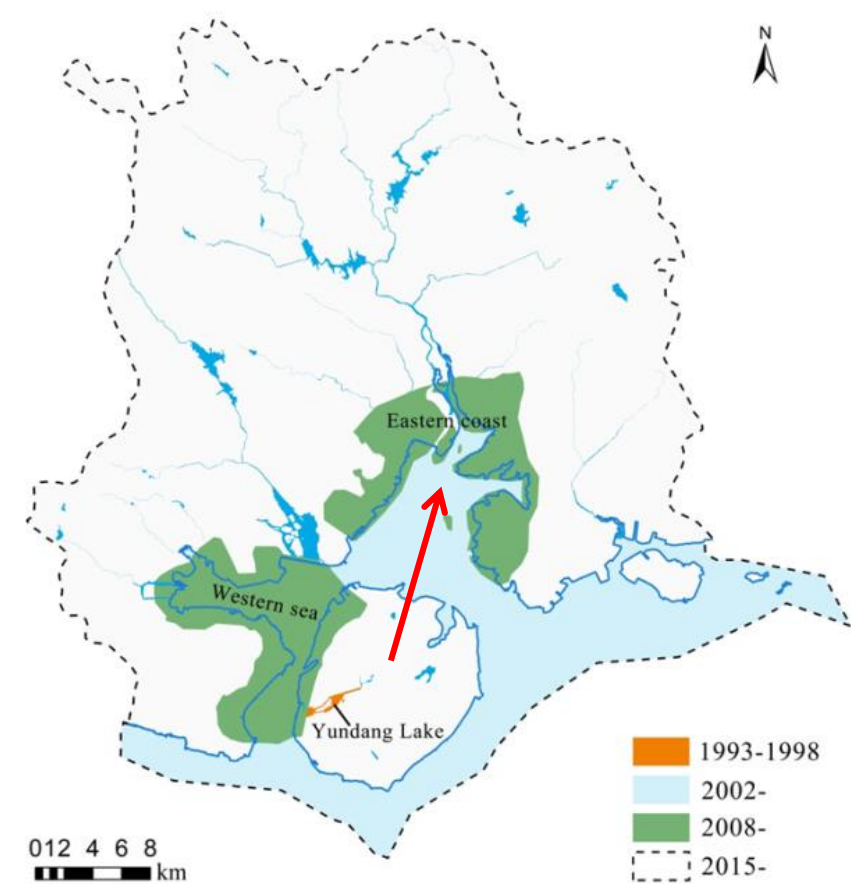 N
Eastern coast
Western sea
Yundang Lake
1993-1998
2002-
2008-
2015-
012 4 6 8
km